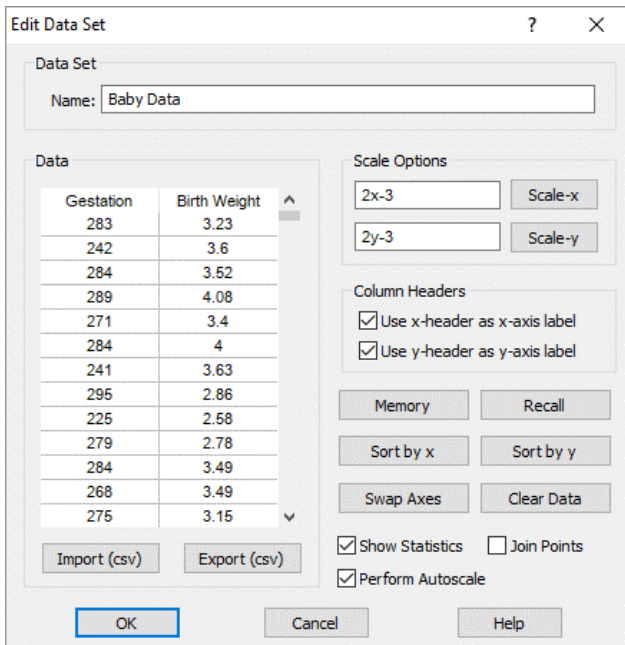 Edit Data Set ?
Data Set
Name: Baby Data
Data
Gestation Birth Weight
283 3.23
242 3.6
284 3.52
289 4.08
271 3.4
284 4
241 3.63
295 2.86
225 2.58
279 2.78
284 3.49
268 3.49
275 3.15
Import (csv) Export (csv)
Scale Options
2x-3 Scale-x
2y-3 Scale-y
Column Headers
Use x-header as x-axis label
Use y-header as y-axis label
Memory Recall
Sort by x Sort by y
Swap Axes Clear Data
Show Statistics Join Points
Perform Autoscale
OK Cancel Help